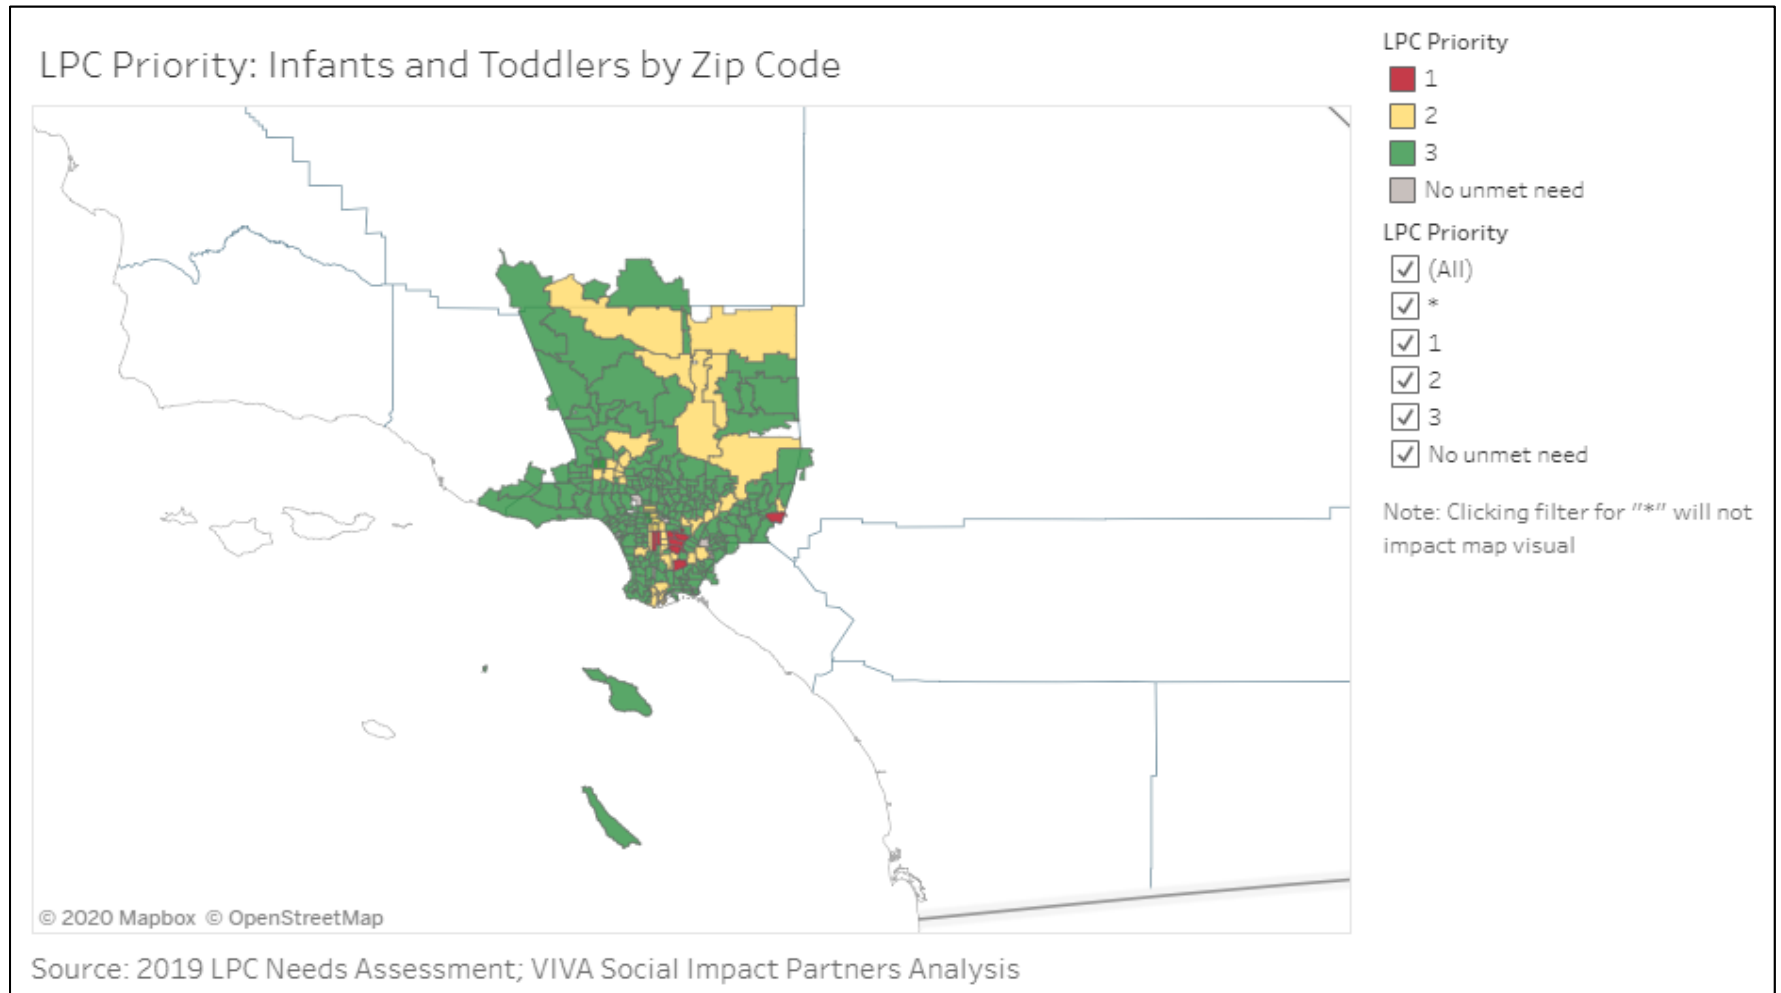 LPC Priority: Infants and Toddlers by Zip Code
LPC Priority
1
2
3
No unmet need
LPC Priority
(All)
*
1
2
3
No unmet need
Note: Clicking filter for "*" will not
impact map visual
© 2020 Mapbox © OpenStreetMap
Source: 2019 LPC Needs Assessment; VIVA Social Impact Partners Analysis